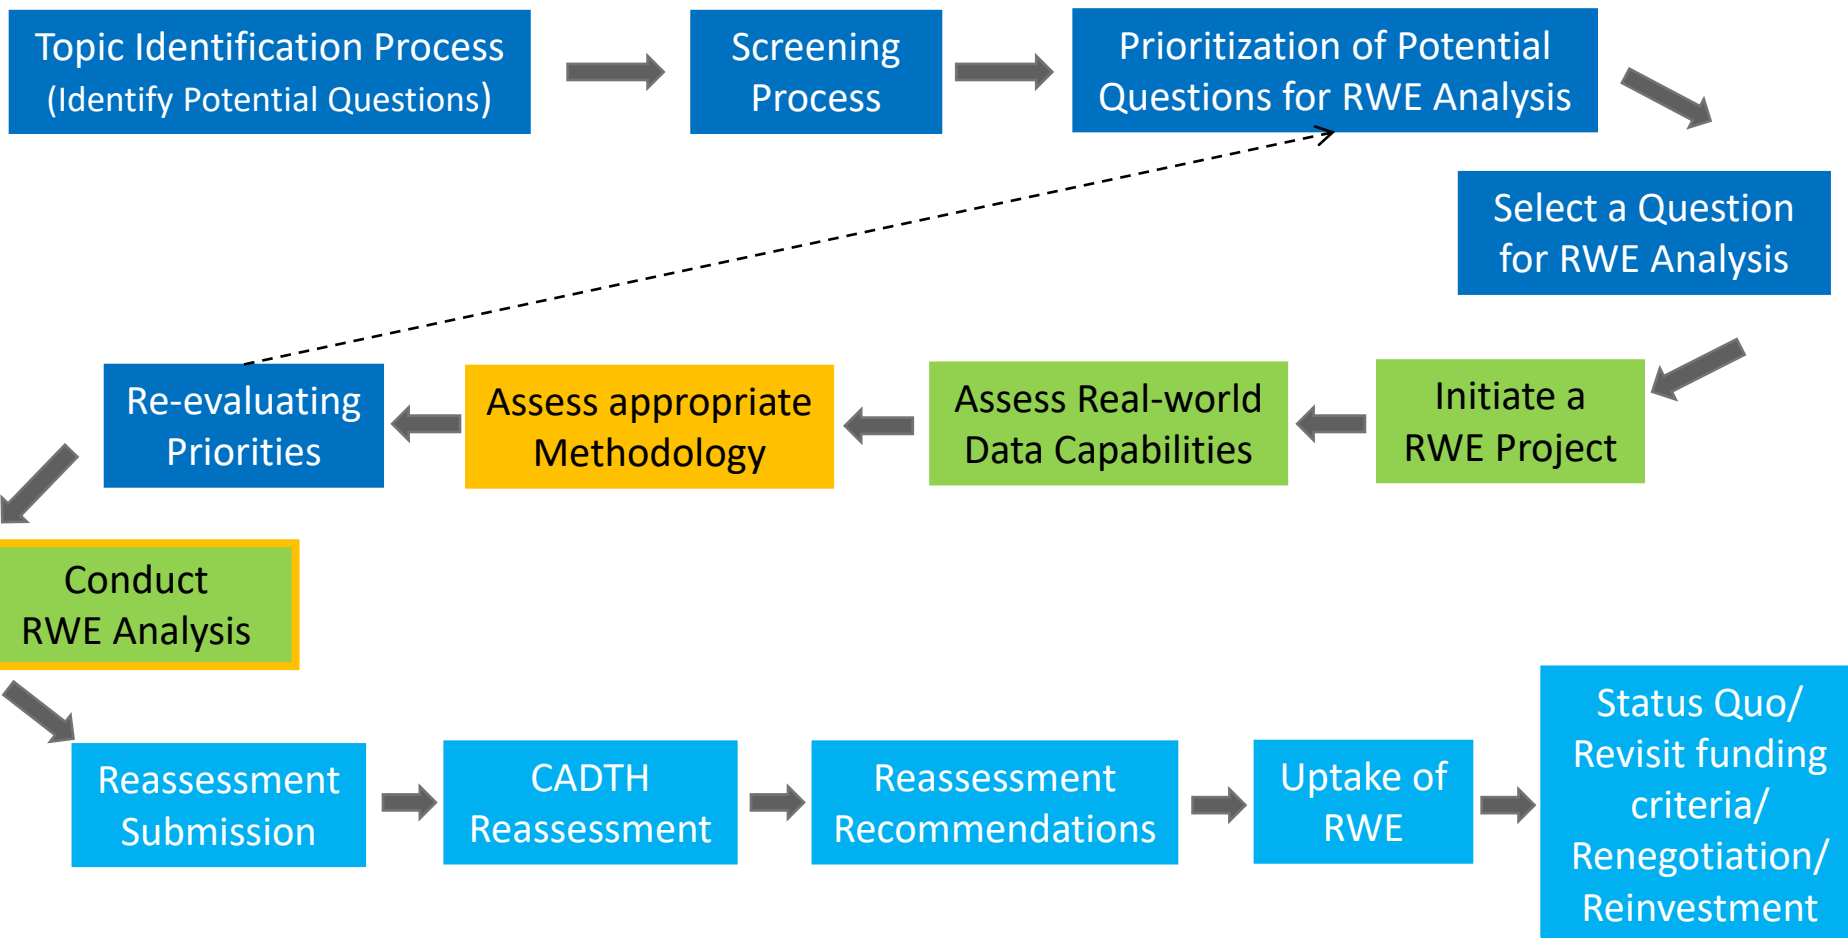 Topic Identification Process
(Identify Potential Questions)
Screening
Process
Prioritization of Potential
Questions for RWE Analysis
Select a Question
for RWE Analysis
Initiate a
RWE Project
Assess Real-world
Data Capabilities
Assess appropriate
Methodology
Re-evaluating
Priorities
Conduct
RWE Analysis
Reassessment
Submission
CADTH
Reassessment
Reassessment
Recommendations
Uptake of
RWE
Status Quo/
Revisit funding
criteria/
Renegotiation/
Reinvestment